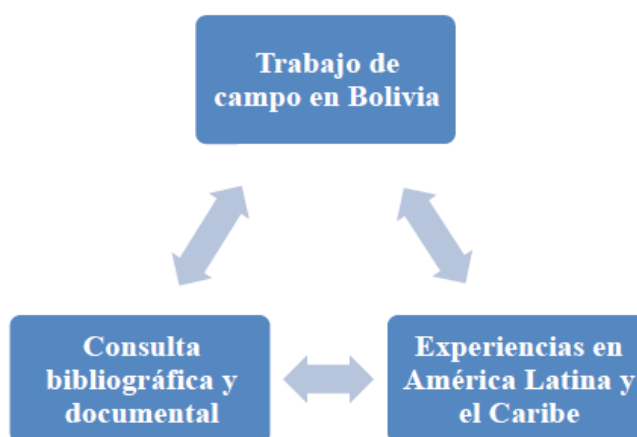 Trabajo de
campo en Bolivia
Consulta
bibliográfica y
documental
Experiencias en
América Latina y
el Caribe